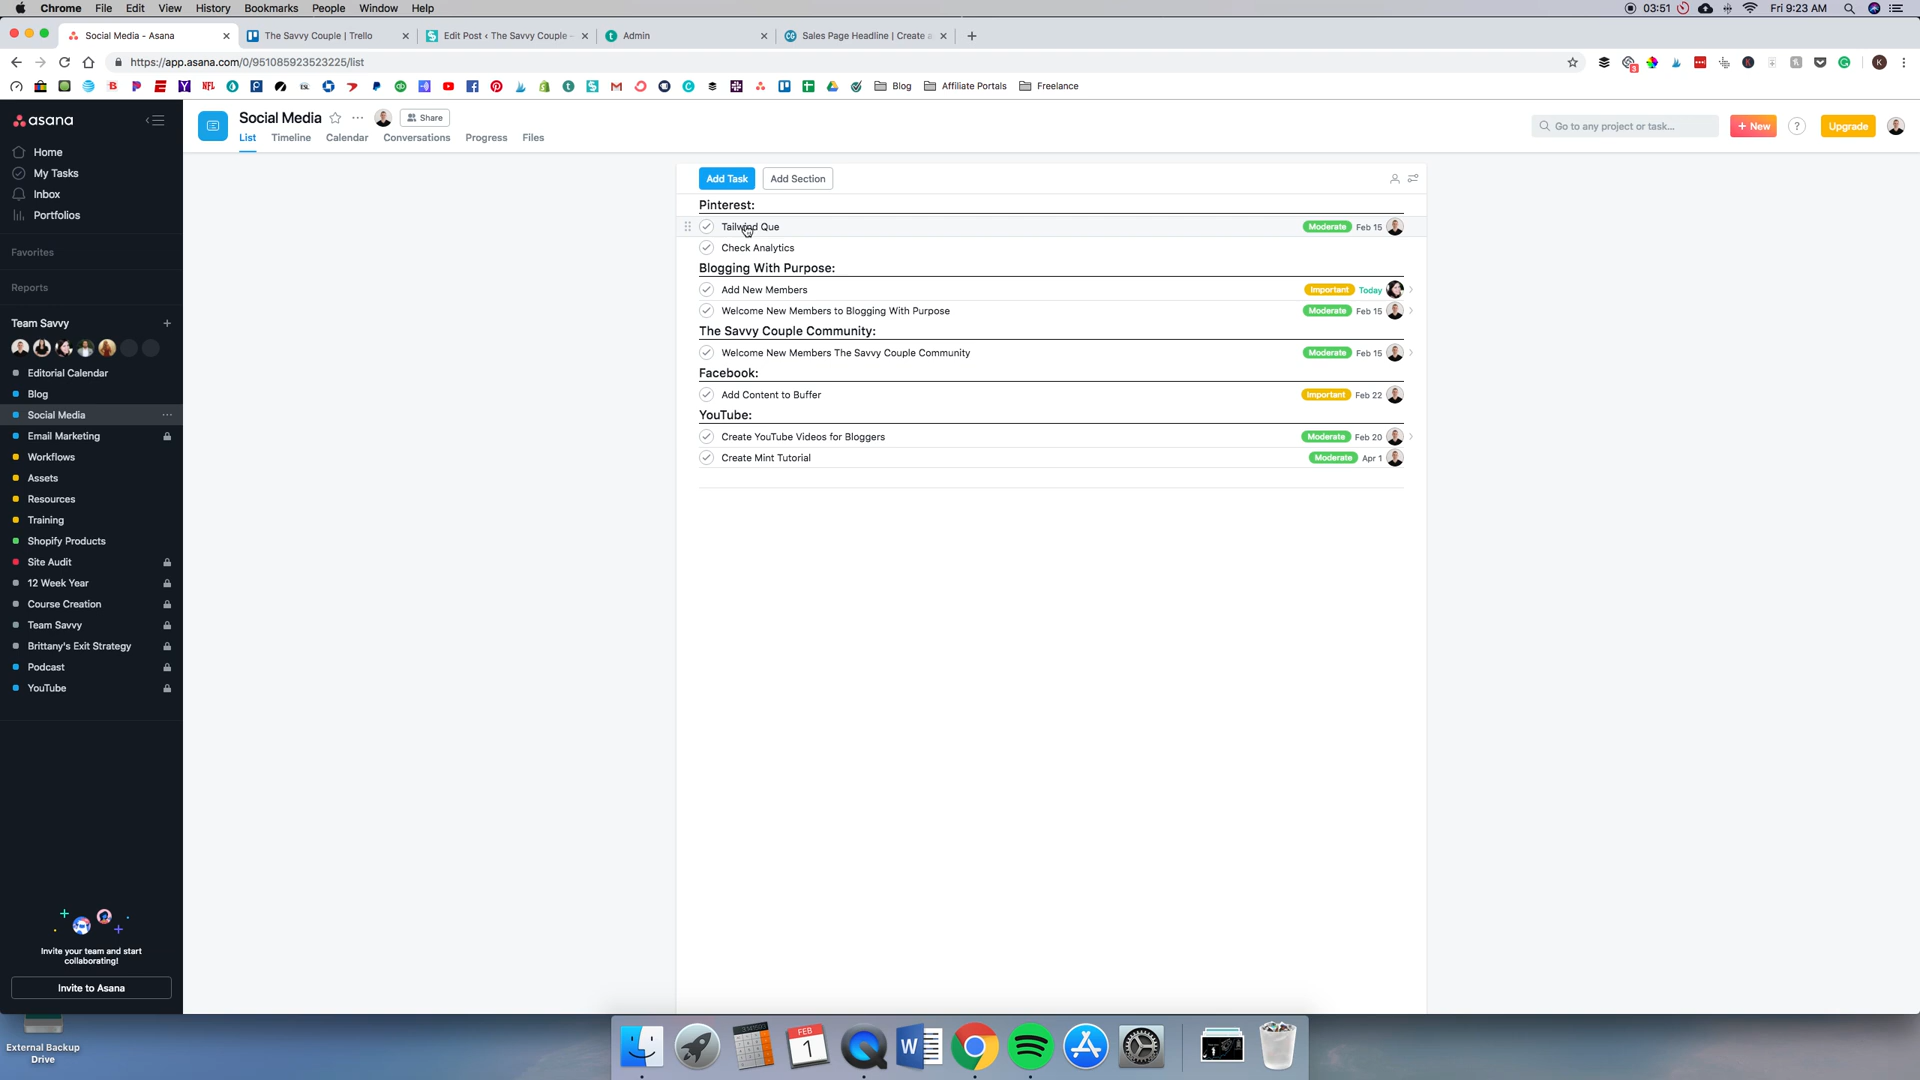 Chrome File Edit View History Bookmarks People Window Help
03:51 Fri 9:23 AM
Social Media - Asana
The Savvy Couple | Trello
Edit Post ‹ The Savvy Couple -
Admin
Sales Page Headline | Create a
https://app.asana.com/0/951085923523225/list
Blog
Affiliate Portals
Freelance
asana
Home
My Tasks
Inbox
Portfolios
Favorites
Reports
Team Savvy
Editorial Calendar
Blog
Social Media
Email Marketing
Workflows
Assets
Resources
Training
Shopify Products
Site Audit
12 Week Year
Course Creation
Team Savvy
Brittany's Exit Strategy
Podcast
YouTube
Invite your team and start
collaborating!
Invite to Asana
Social Media
Share
List Timeline Calendar Conversations Progress Files
Go to any project or task...
+ New
?
Upgrade
Add Task
Add Section
Pinterest:
Tailwind Que Moderate Feb 15
Check Analytics
Blogging With Purpose:
Add New Members Important Today
Welcome New Members to Blogging With Purpose Moderate Feb 15
The Savvy Couple Community:
Welcome New Members The Savvy Couple Community Moderate Feb 15
Facebook:
Add Content to Buffer Important Feb 22
YouTube:
Create YouTube Videos for Bloggers Moderate Feb 20
Create Mint Tutorial Moderate Apr 1
External Backup
Drive
FEB
1
W